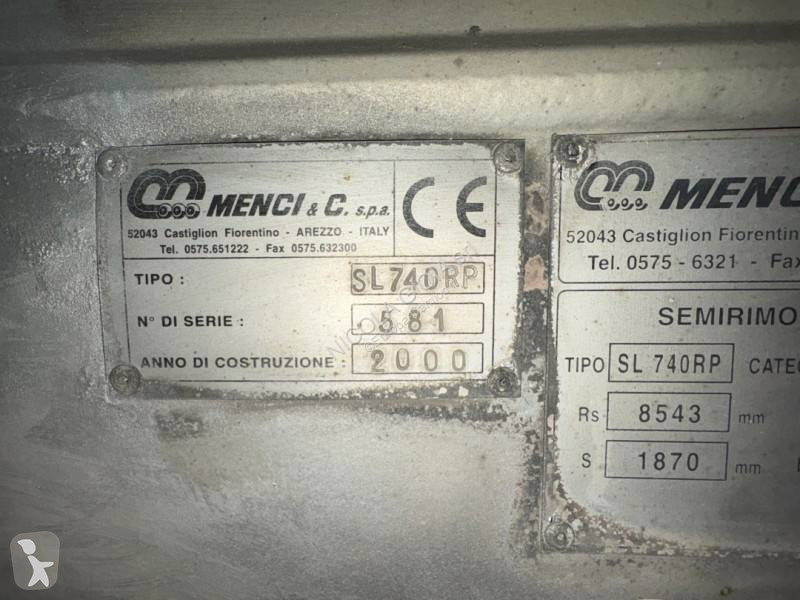 MENCI & C. s.p.a.
52043 Castiglion Fiorentino - AREZZO - ITALY
Tel. 0575.651222 - Fax 0575.632300
CE
TIPO : SL740RP
N° DI SERIE : 581
ANNO DI COSTRUZIONE : 2000
MENC
52043 Castiglion Fiorentin
Tel. 0575 - 6321 - Fax
SEMIRIMO
TIPO SL 740RP CATEG
Rs 8543 mm
S 1870 mm